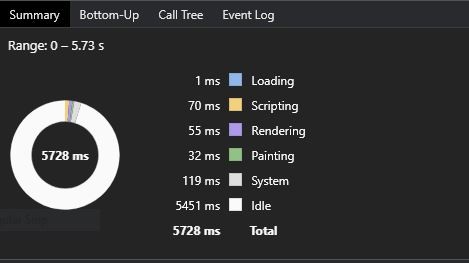 Summary Bottom-Up Call Tree Event Log
Range: 0 – 5.73 s
1 ms Loading
70 ms Scripting
55 ms Rendering
32 ms Painting
119 ms System
5451 ms Idle
5728 ms Total
5728 ms